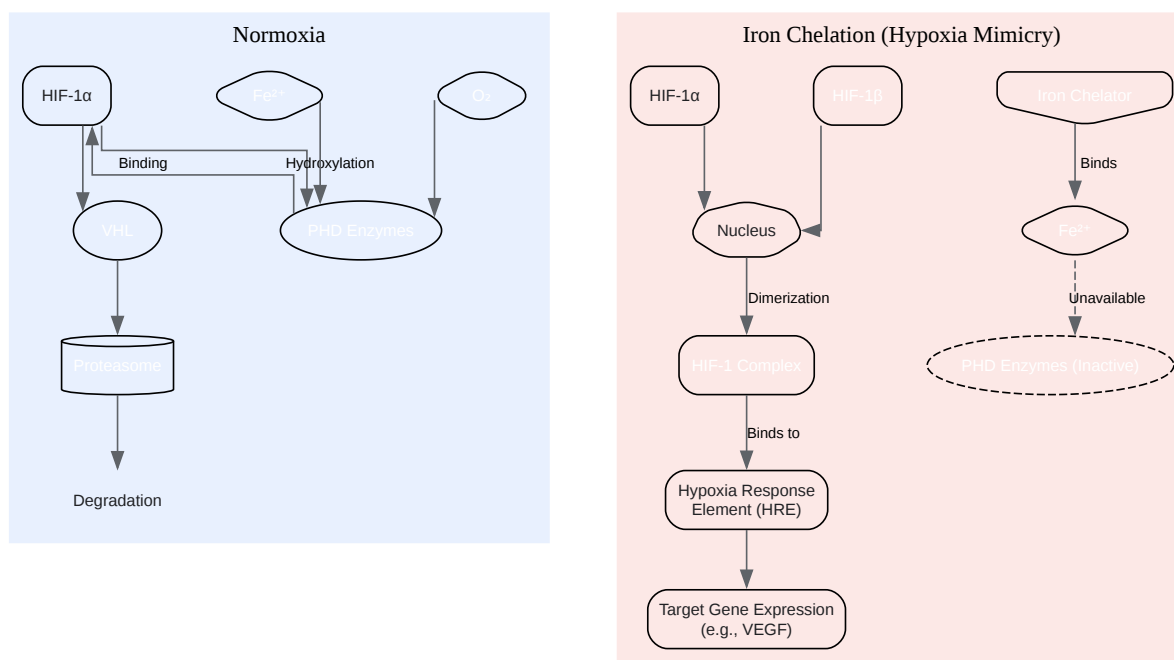 Normoxia
HIF-1α
Fe²⁺
O₂
Binding
Hydroxylation
VHL
PHD Enzymes
Proteasome
Degradation
Iron Chelation (Hypoxia Mimicry)
HIF-1α
HIF-1β
Iron Chelator
Binds
Nucleus
Fe²⁺
Dimerization
Unavailable
HIF-1 Complex
PHD Enzymes (Inactive)
Binds to
Hypoxia Response
Element (HRE)
Target Gene Expression
(e.g., VEGF)